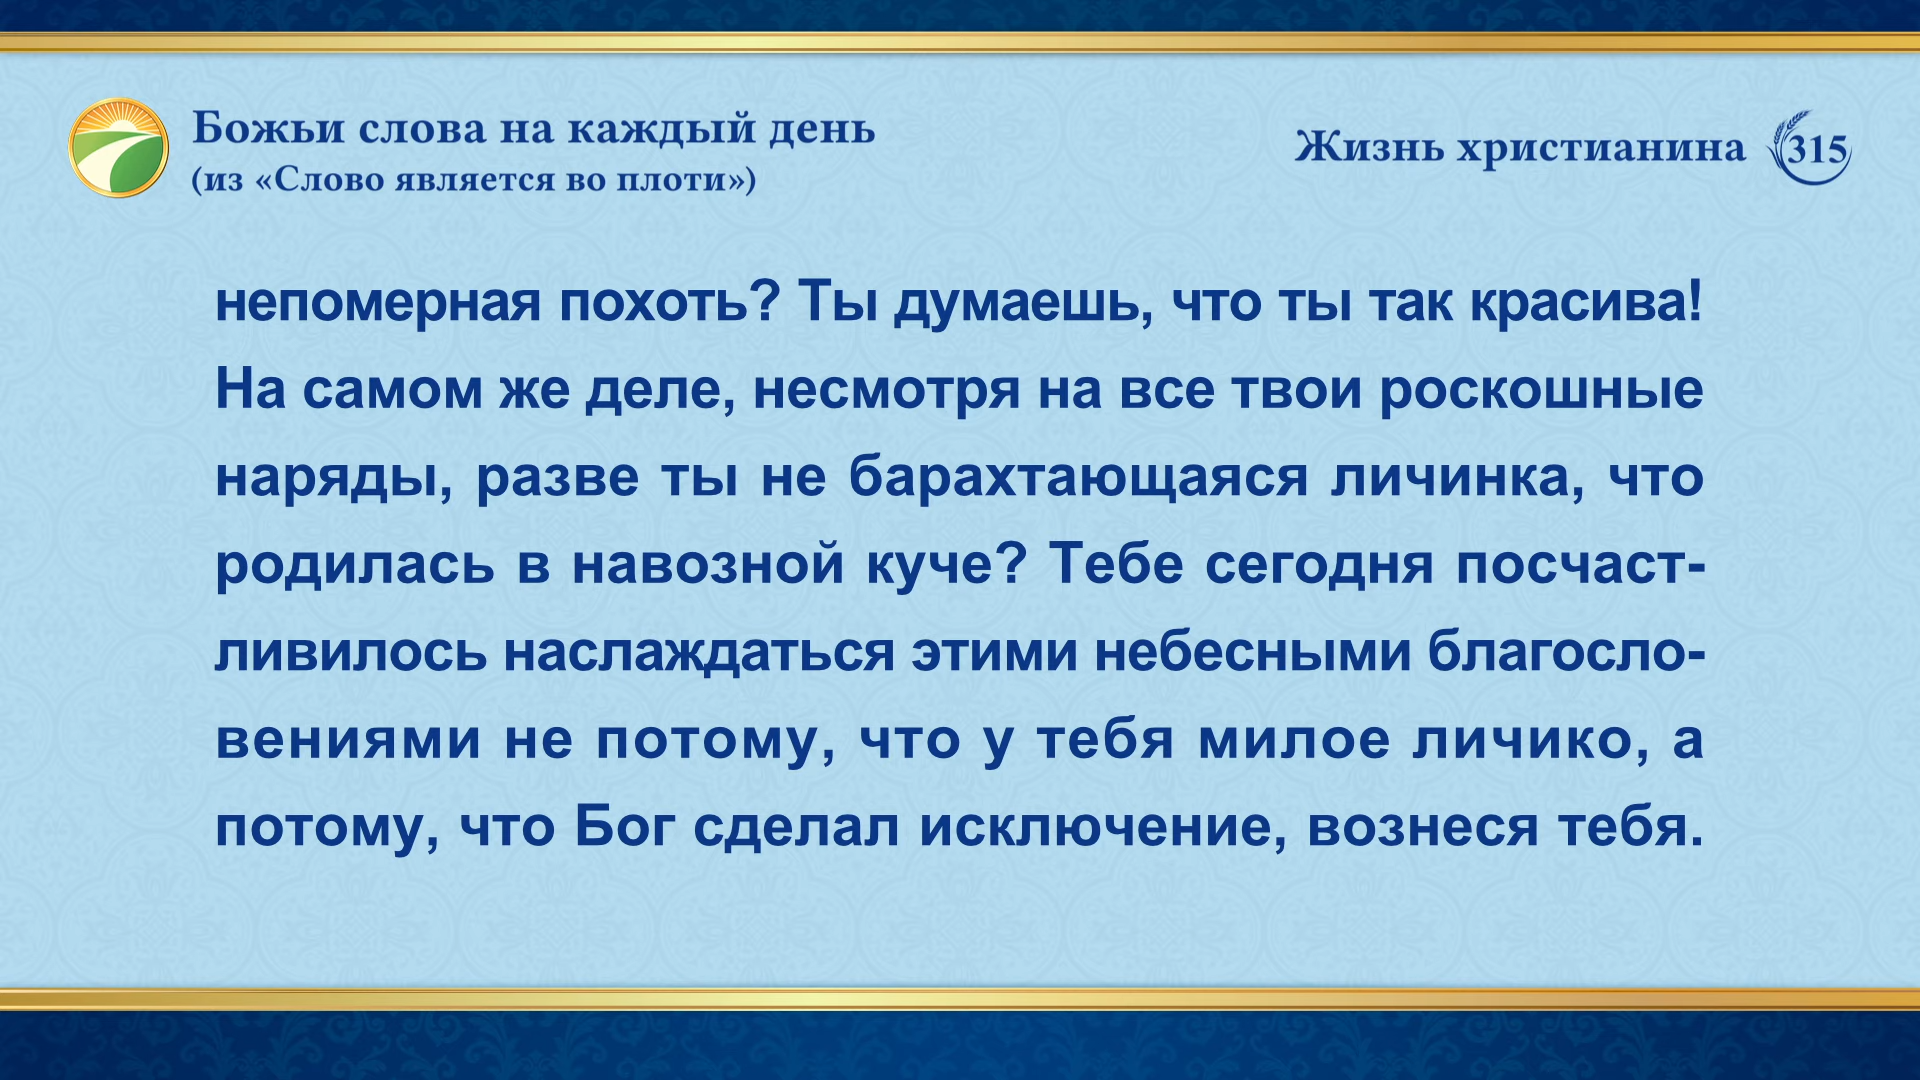 Божьи слова на каждый день
(из «Слово является во плоти»)
Жизнь христианина 315
непомерная похоть? Ты думаешь, что ты так красива!
На самом же деле, несмотря на все твои роскошные
наряды, разве ты не барахтающаяся личинка, что
родилась в навозной куче? Тебе сегодня посчаст-
ливилось наслаждаться этими небесными благосло-
вениями не потому, что у тебя милое личико, а
потому, что Бог сделал исключение, вознеся тебя.